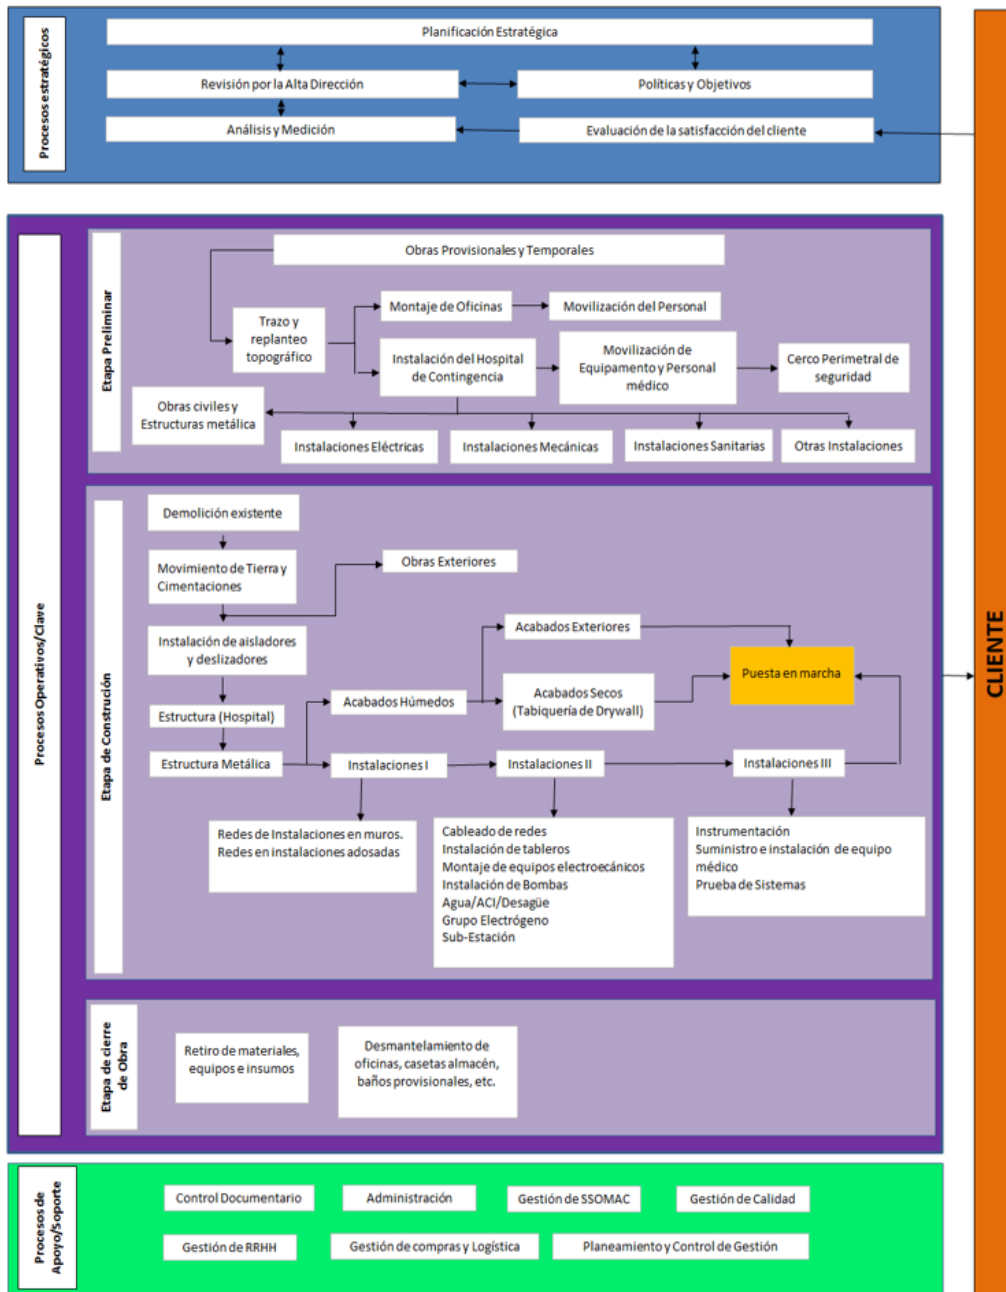 Procesos estratégicos
Planificación Estratégica
Revisión por la Alta Dirección
Políticas y Objetivos
Análisis y Medición
Evaluación de la satisfacción del cliente
CLIENTE
Procesos Operativos/Clave
Etapa Preliminar
Obras Provisionales y Temporales
Trazo y
replanteo
topográfico
Montaje de Oficinas
Movilización del Personal
Instalación del Hospital
de Contingencia
Movilización de
Equipamento y Personal
médico
Cerco Perimetral de
seguridad
Obras civiles y
Estructuras metálica
Instalaciones Eléctricas
Instalaciones Mecánicas
Instalaciones Sanitarias
Otras Instalaciones
Etapa de Construión
Demolición existente
Movimiento de Tierra y
Cimentaciones
Obras Exteriores
Instalación de aisladores
y deslizadores
Acabados Exteriores
Puesta en marcha
Estructura (Hospital)
Acabados Húmedos
Acabados Secos
(Tabiquería de Drywall)
Estructura Metálica
Instalaciones I
Instalaciones II
Instalaciones III
Redes de Instalaciones en muros.
Redes en instalaciones adosadas
Cableado de redes
Instalación de tableros
Montaje de equipos electroecánicos
Instalación de Bombas
Agua/ACI/Desagüe
Grupo Electrógeno
Sub-Estación
Instrumentación
Suministro e instalación de equipo
médico
Prueba de Sistemas
Etapa de cierre
de Obra
Retiro de materiales,
equipos e insumos
Desmantelamiento de
oficinas, casetas almacén,
baños provisionales, etc.
Procesos de
Apoyo/Soporte
Control Documentario
Administración
Gestión de SSOMAC
Gestión de Calidad
Gestión de RRHH
Gestión de compras y Logística
Planeamiento y Control de Gestión